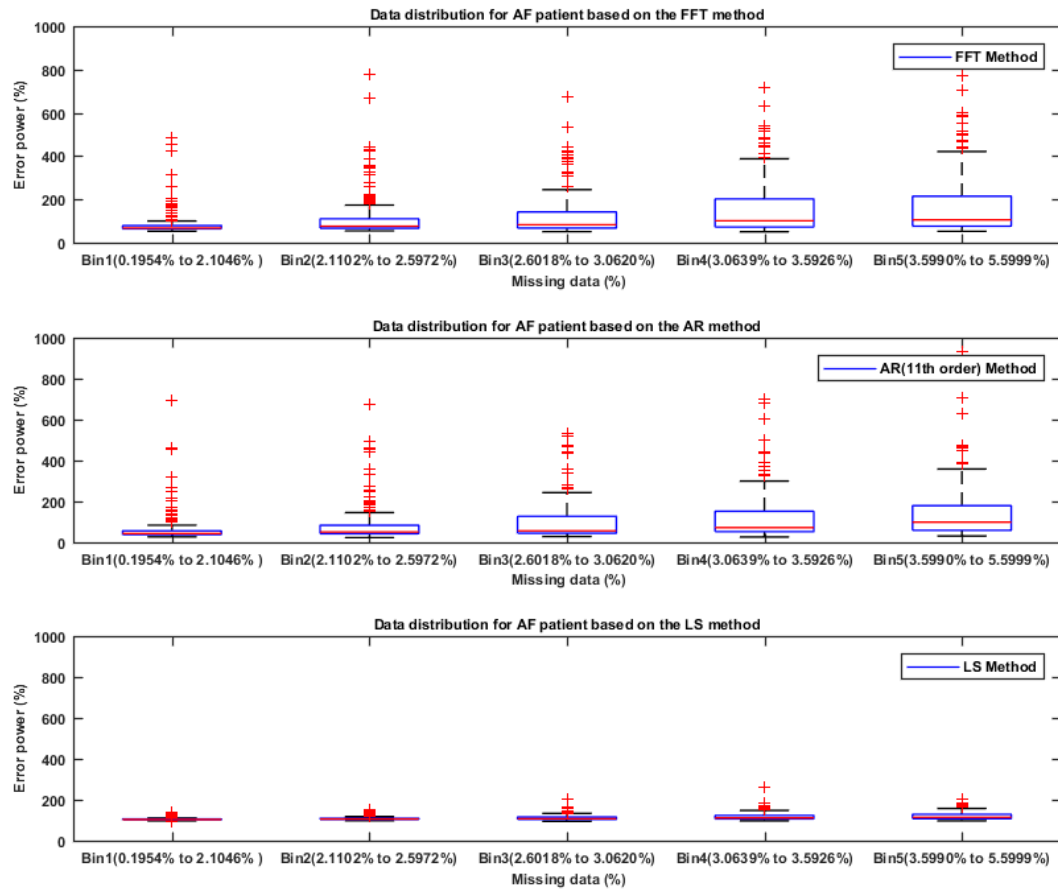 Data distribution for AF patient based on the FFT method
1000
800
600
400
200
0
Error power (%)
FFT Method
Bin1(0.1954% to 2.1046% ) Bin2(2.1102% to 2.5972%) Bin3(2.6018% to 3.0620%) Bin4(3.0639% to 3.5926%) Bin5(3.5990% to 5.5999%)
Missing data (%)
Data distribution for AF patient based on the AR method
1000
800
600
400
200
0
Error power (%)
AR(11th order) Method
Bin1(0.1954% to 2.1046% ) Bin2(2.1102% to 2.5972%) Bin3(2.6018% to 3.0620%) Bin4(3.0639% to 3.5926%) Bin5(3.5990% to 5.5999%)
Missing data (%)
Data distribution for AF patient based on the LS method
1000
800
600
400
200
0
Error power (%)
LS Method
Bin1(0.1954% to 2.1046% ) Bin2(2.1102% to 2.5972%) Bin3(2.6018% to 3.0620%) Bin4(3.0639% to 3.5926%) Bin5(3.5990% to 5.5999%)
Missing data (%)